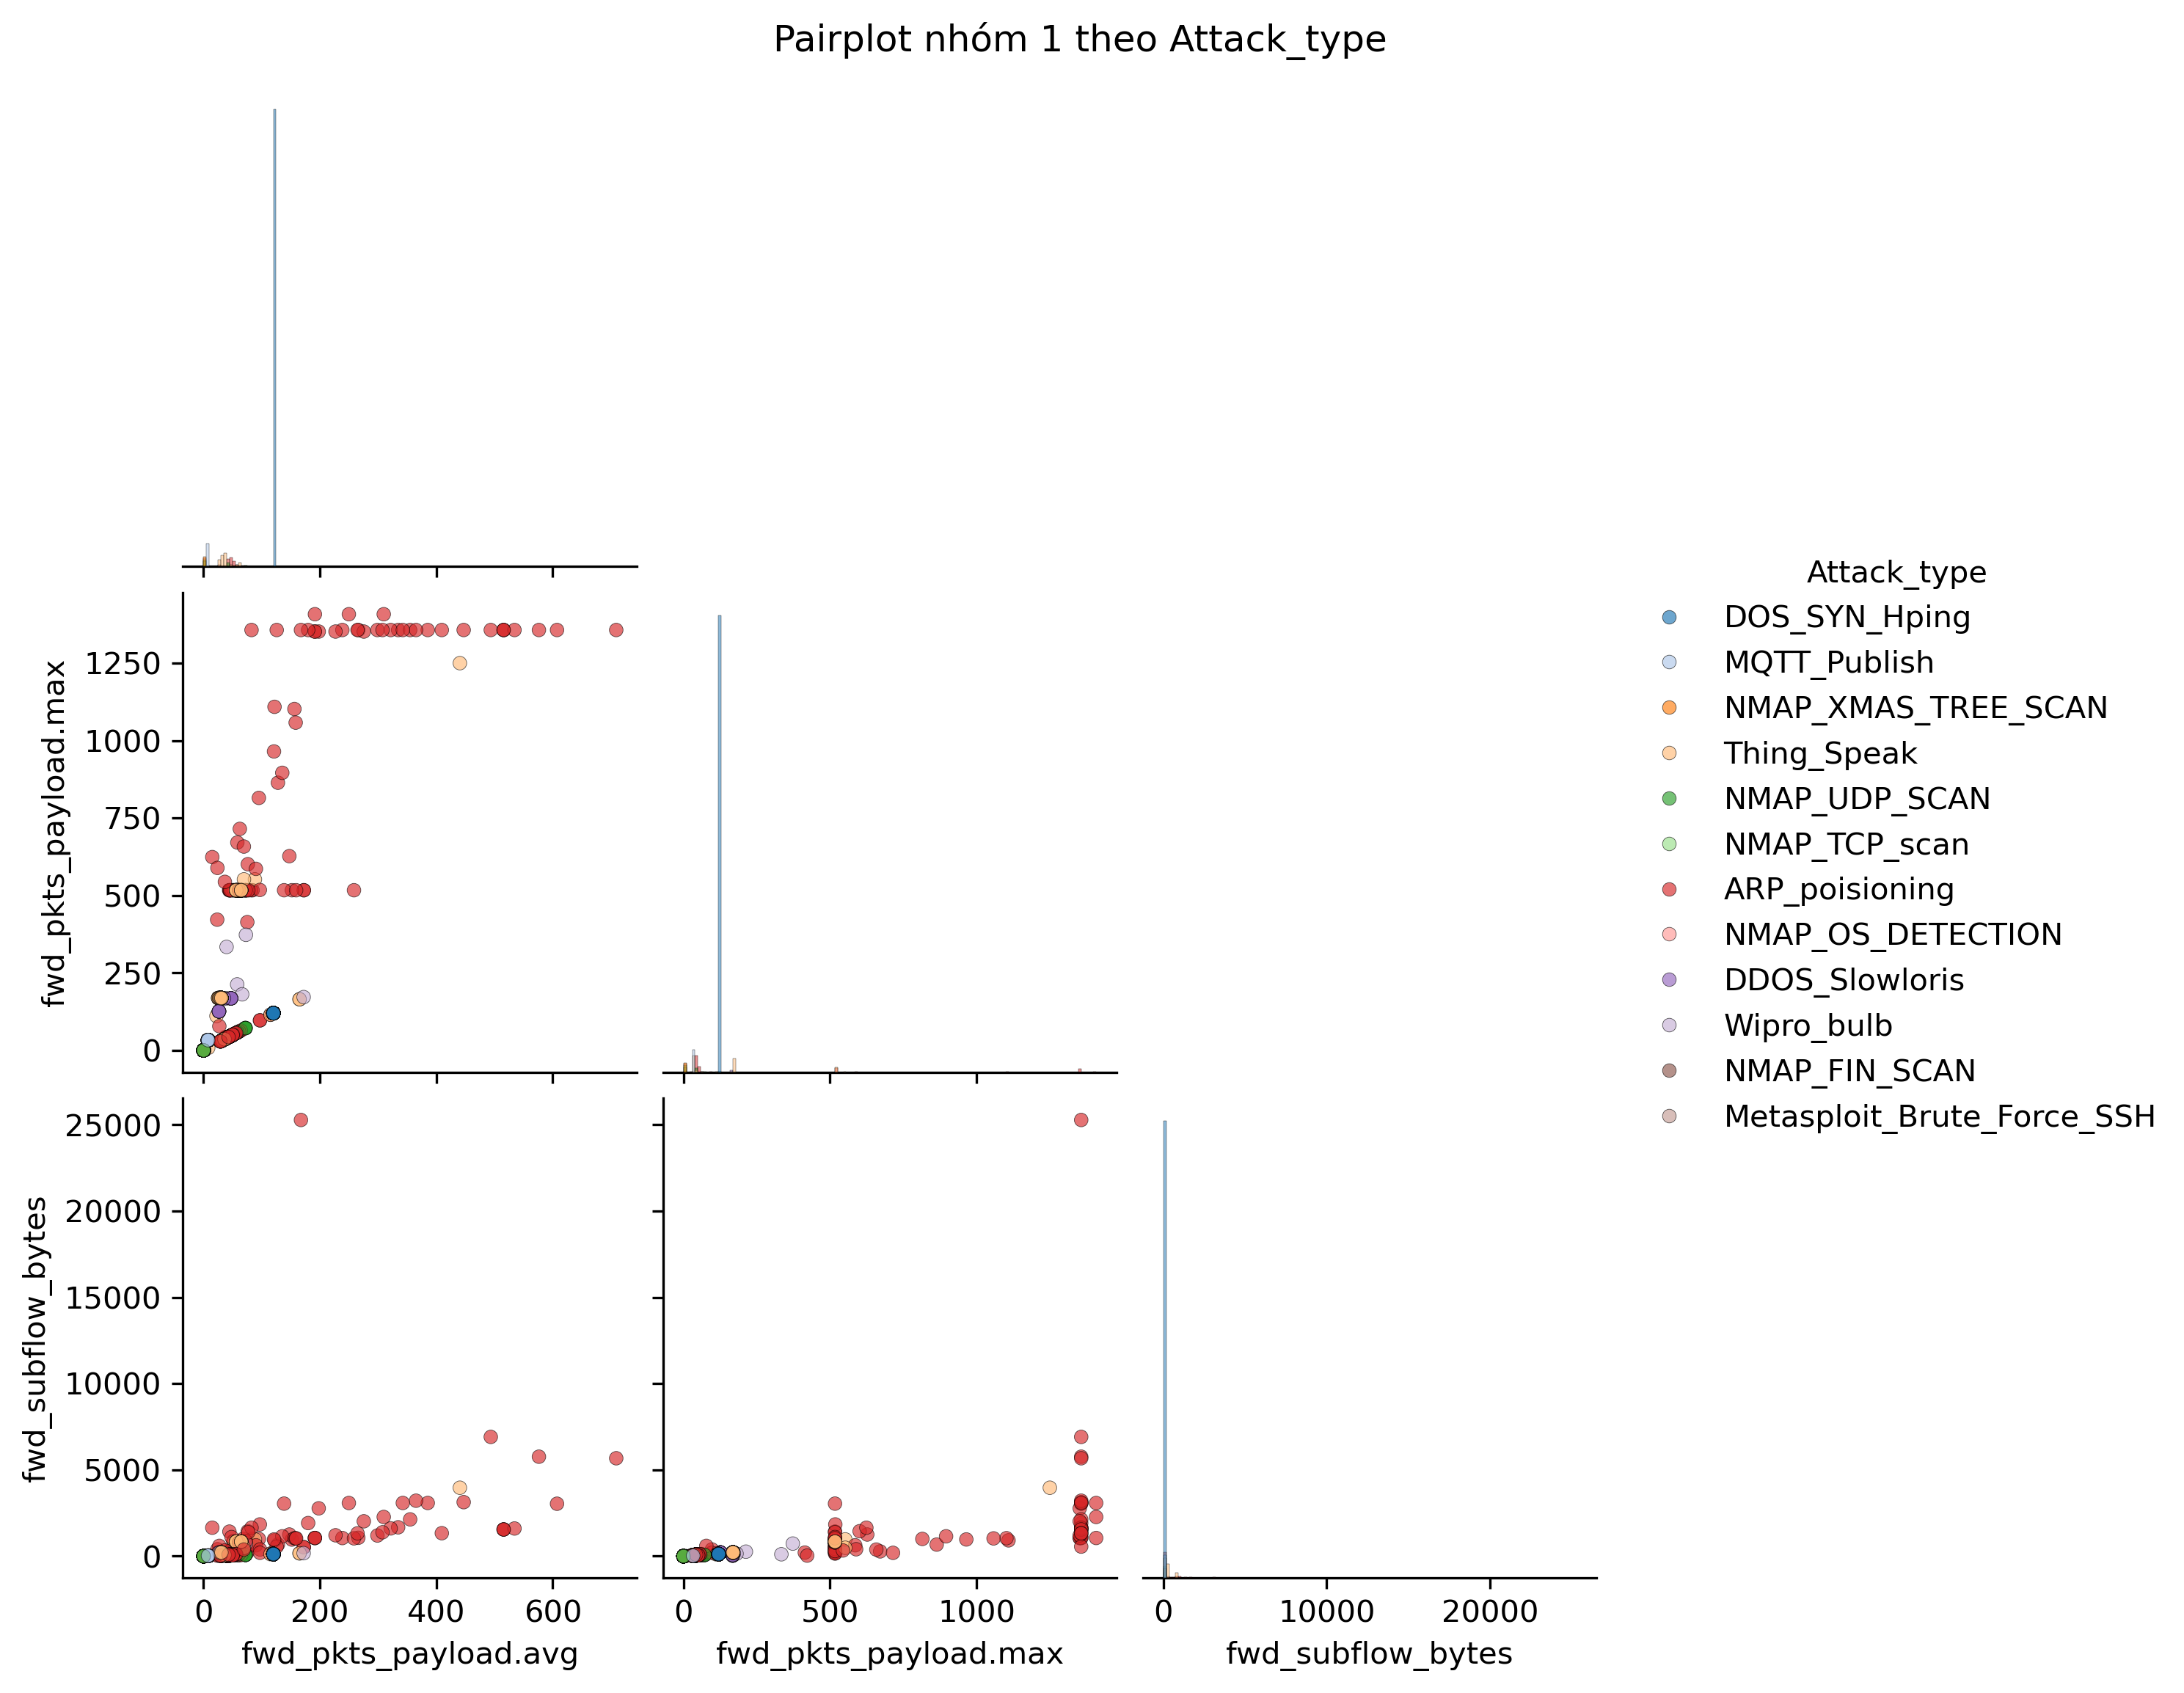 Pairplot nhóm 1 theo Attack_type
fwd_pkts_payload.max
1250
1000
750
500
250
0
fwd_subflow_bytes
25000
20000
15000
10000
5000
0
0 200 400 600
fwd_pkts_payload.avg
0 500 1000
fwd_pkts_payload.max
0 10000 20000
fwd_subflow_bytes
Attack_type
DOS_SYN_Hping
MQTT_Publish
NMAP_XMAS_TREE_SCAN
Thing_Speak
NMAP_UDP_SCAN
NMAP_TCP_scan
ARP_poisioning
NMAP_OS_DETECTION
DDOS_Slowloris
Wipro_bulb
NMAP_FIN_SCAN
Metasploit_Brute_Force_SSH